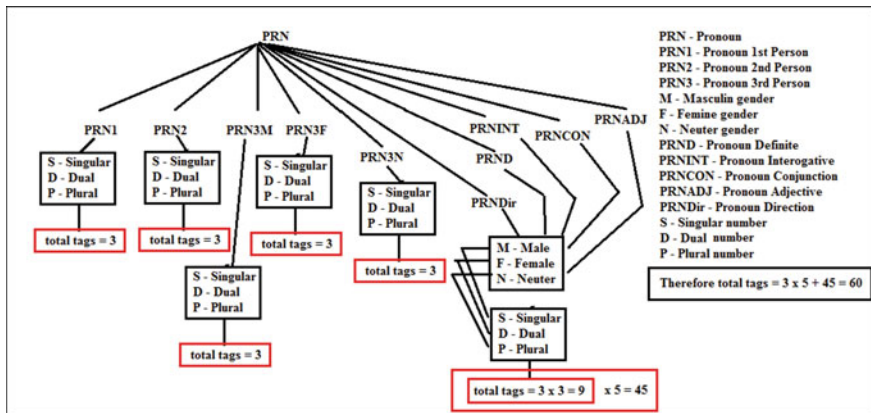 PRN
PRN1
PRN2
PRN3M
PRN3F
PRN3N
PRNDir
PRND
PRNINT
PRNCON
PRNADJ
S - Singular
D - Dual
P - Plural
total tags = 3
S - Singular
D - Dual
P - Plural
total tags = 3
S - Singular
D - Dual
P - Plural
total tags = 3
S - Singular
D - Dual
P - Plural
total tags = 3
S - Singular
D - Dual
P - Plural
total tags = 3
M - Male
F - Female
N - Neuter
S - Singular
D - Dual
P - Plural
total tags = 3 x 3 = 9 x 5 = 45
PRN - Pronoun
PRN1 - Pronoun 1st Person
PRN2 - Pronoun 2nd Person
PRN3 - Pronoun 3rd Person
M - Masculin gender
F - Femine gender
N - Neuter gender
PRND - Pronoun Definite
PRNINT - Pronoun Interogative
PRNCON - Pronoun Conjunction
PRNADJ - Pronoun Adjective
PRNDir - Pronoun Direction
S - Singular number
D - Dual number
P - Plural number
Therefore total tags = 3 x 5 + 45 = 60